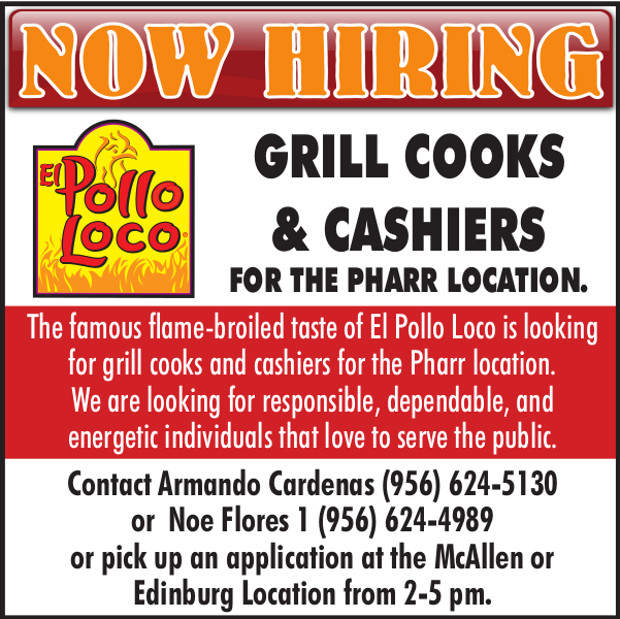 NOW HIRING
El Pollo Loco
GRILL COOKS
& CASHIERS
FOR THE PHARR LOCATION.
The famous flame-broiled taste of El Pollo Loco is looking
for grill cooks and cashiers for the Pharr location.
We are looking for responsible, dependable, and
energetic individuals that love to serve the public.
Contact Armando Cardenas (956) 624-5130
or Noe Flores 1 (956) 624-4989
or pick up an application at the McAllen or
Edinburg Location from 2-5 pm.